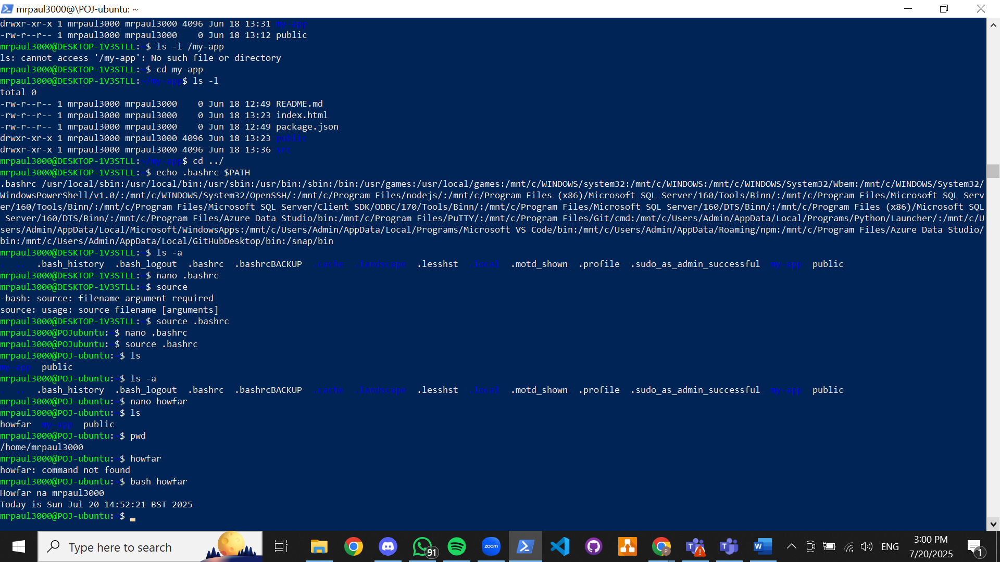 mrpaul3000@\POJ-ubuntu: ~
drwxr-xr-x 1 mrpaul3000 mrpaul3000 4096 Jun 18 13:31 my-app
-rw-r--r-- 1 mrpaul3000 mrpaul3000    0 Jun 18 13:12 public
mrpaul3000@DESKTOP-1V3STLL:~$ ls -l /my-app
ls: cannot access '/my-app': No such file or directory
mrpaul3000@DESKTOP-1V3STLL:~$ cd my-app
mrpaul3000@DESKTOP-1V3STLL:~/my-app$ ls -l
total 0
-rw-r--r-- 1 mrpaul3000 mrpaul3000    0 Jun 18 12:49 README.md
-rw-r--r-- 1 mrpaul3000 mrpaul3000    0 Jun 18 13:23 index.html
-rw-r--r-- 1 mrpaul3000 mrpaul3000    0 Jun 18 12:49 package.json
drwxr-xr-x 1 mrpaul3000 mrpaul3000 4096 Jun 18 13:23 public
drwxr-xr-x 1 mrpaul3000 mrpaul3000 4096 Jun 18 13:36 src
mrpaul3000@DESKTOP-1V3STLL:~/my-app$ cd ../
mrpaul3000@DESKTOP-1V3STLL:~$ echo .bashrc $PATH
.bashrc /usr/local/sbin:/usr/local/bin:/usr/sbin:/usr/bin:/sbin:/bin:/usr/games:/usr/local/games:/mnt/c/WINDOWS/system32:/mnt/c/WINDOWS:/mnt/c/WINDOWS/System32/Wbem:/mnt/c/WINDOWS/System32/
WindowsPowerShell/v1.0/:/mnt/c/WINDOWS/System32/OpenSSH/:/mnt/c/Program Files/nodejs/:/mnt/c/Program Files (x86)/Microsoft SQL Server/160/Tools/Binn/:/mnt/c/Program Files/Microsoft SQL Serv
er/160/Tools/Binn/:/mnt/c/Program Files/Microsoft SQL Server/Client SDK/ODBC/170/Tools/Binn/:/mnt/c/Program Files/Microsoft SQL Server/160/DTS/Binn/:/mnt/c/Program Files (x86)/Microsoft SQL
 Server/160/DTS/Binn/:/mnt/c/Program Files/Azure Data Studio/bin:/mnt/c/Program Files/PuTTY/:/mnt/c/Program Files/Git/cmd:/mnt/c/Users/Admin/AppData/Local/Programs/Python/Launcher/:/mnt/c/U
sers/Admin/AppData/Local/Microsoft/WindowsApps:/mnt/c/Users/Admin/AppData/Local/Programs/Microsoft VS Code/bin:/mnt/c/Users/Admin/AppData/Roaming/npm:/mnt/c/Program Files/Azure Data Studio/
bin:/mnt/c/Users/Admin/AppData/Local/GitHubDesktop/bin:/snap/bin
mrpaul3000@DESKTOP-1V3STLL:~$ ls -a
.  ..  .bash_history  .bash_logout  .bashrc  .bashrcBACKUP  .cache  .landscape  .lesshst  .local  .motd_shown  .profile  .sudo_as_admin_successful  my-app  public
mrpaul3000@DESKTOP-1V3STLL:~$ nano .bashrc
mrpaul3000@DESKTOP-1V3STLL:~$ source
-bash: source: filename argument required
source: usage: source filename [arguments]
mrpaul3000@DESKTOP-1V3STLL:~$ source .bashrc
mrpaul3000@POJubuntu:~$ nano .bashrc
mrpaul3000@POJubuntu:~$ source .bashrc
mrpaul3000@POJ-ubuntu:~$ ls
my-app  public
mrpaul3000@POJ-ubuntu:~$ ls -a
.  ..  .bash_history  .bash_logout  .bashrc  .bashrcBACKUP  .cache  .landscape  .lesshst  .local  .motd_shown  .profile  .sudo_as_admin_successful  my-app  public
mrpaul3000@POJ-ubuntu:~$ nano howfar
mrpaul3000@POJ-ubuntu:~$ ls
howfar  my-app  public
mrpaul3000@POJ-ubuntu:~$ pwd
/home/mrpaul3000
mrpaul3000@POJ-ubuntu:~$ howfar
howfar: command not found
mrpaul3000@POJ-ubuntu:~$ bash howfar
Howfar na mrpaul3000
Today is Sun Jul 20 14:52:21 BST 2025
mrpaul3000@POJ-ubuntu:~$
Type here to search
91
zoom
P
W
ENG
3:00 PM
7/20/2025
1